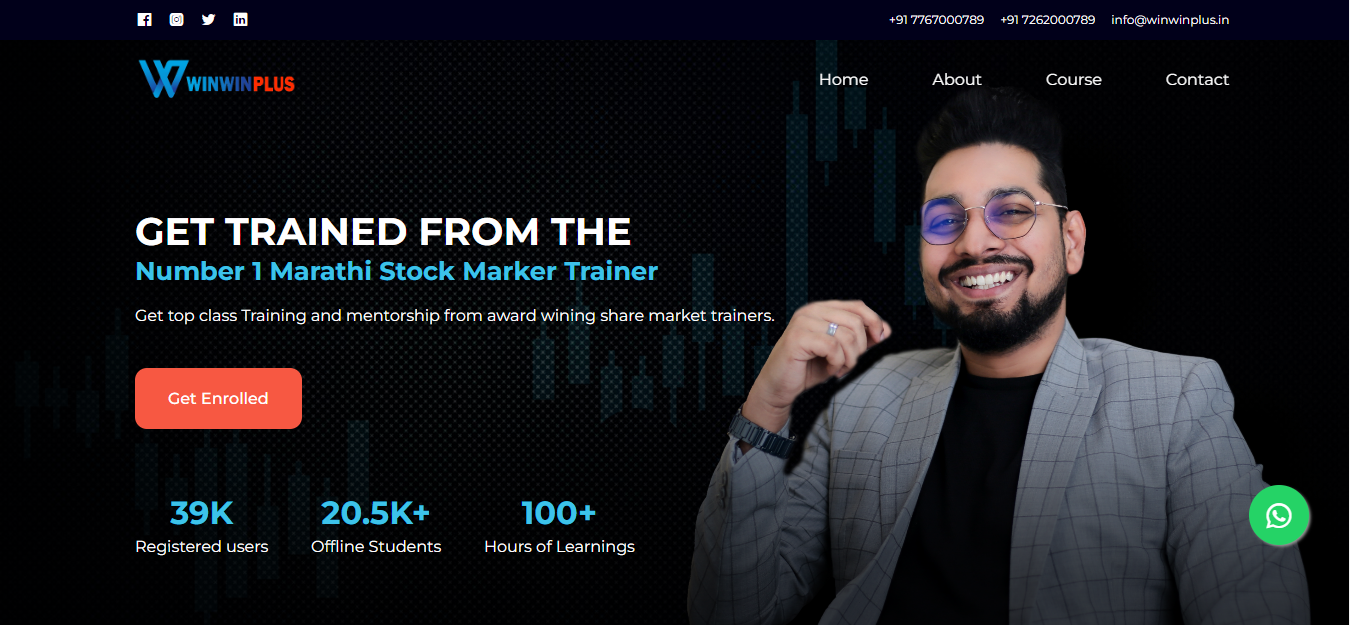 +91 7767000789 +91 7262000789 info@winwinplus.in
WINWINPLUS
Home About Course Contact
GET TRAINED FROM THE
Number 1 Marathi Stock Marker Trainer
Get top class Training and mentorship from award wining share market trainers.
Get Enrolled
39K 20.5K+ 100+
Registered users Offline Students Hours of Learnings